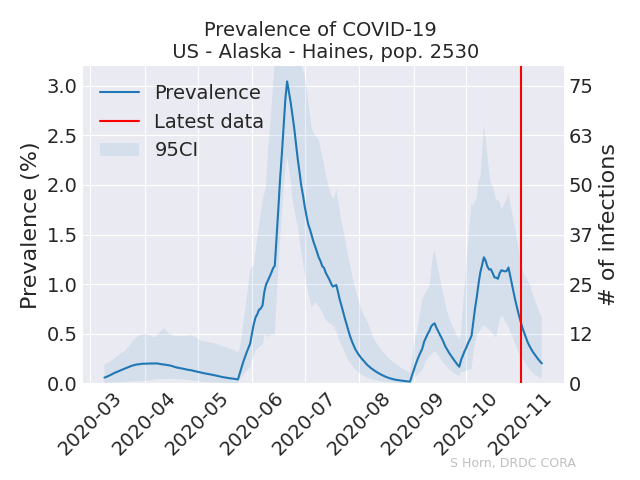 Prevalence of COVID-19
US - Alaska - Haines, pop. 2530
Prevalence
Latest data
95CI
Prevalence (%)
3.0
2.5
2.0
1.5
1.0
0.5
0.0
75
63
50
37
25
12
0
# of infections
2020-03
2020-04
2020-05
2020-06
2020-07
2020-08
2020-09
2020-10
2020-11
S Horn, DRDC CORA